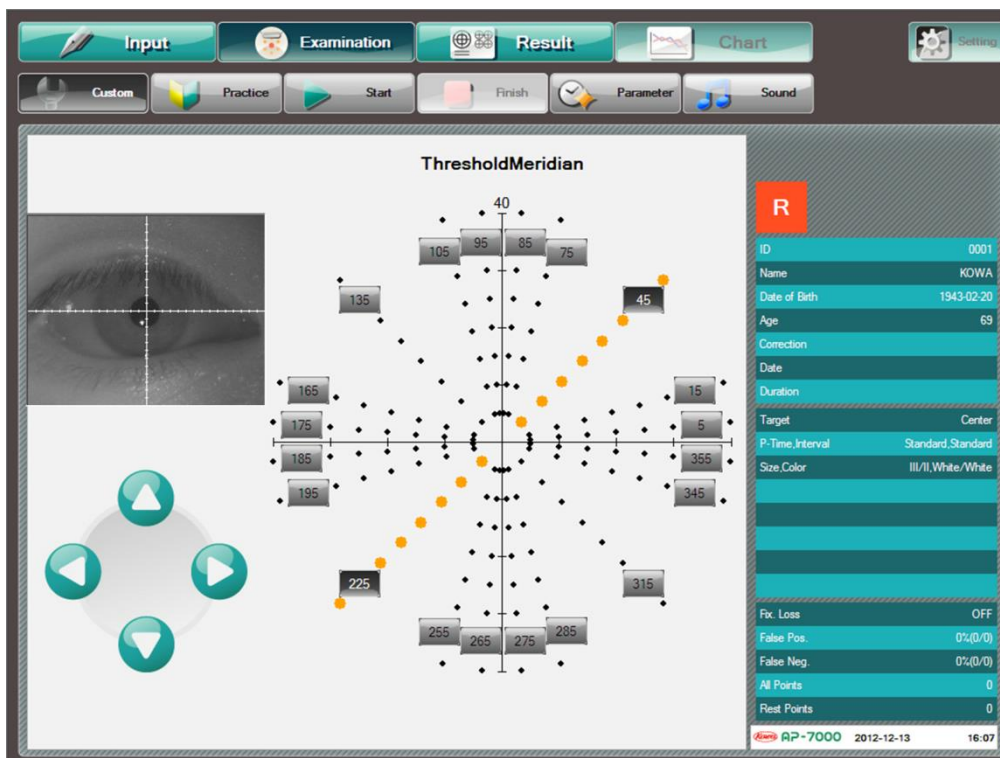 Input Examination Result Chart Setting
Custom Practice Start Finish Parameter Sound
ThresholdMeridian
40
105 95 85 75
135 45
165 15
175 5
185 355
195 345
225 315
255 265 275 285
R
ID 0001
Name KOWA
Date of Birth 1943-02-20
Age 69
Correction
Date
Duration
Target Center
P-Time,Interval Standard,Standard
Size,Color III/II,White/White
Fix. Loss OFF
False Pos. 0%(0/0)
False Neg. 0%(0/0)
All Points 0
Rest Points 0
Kowa AP-7000 2012-12-13 16:07